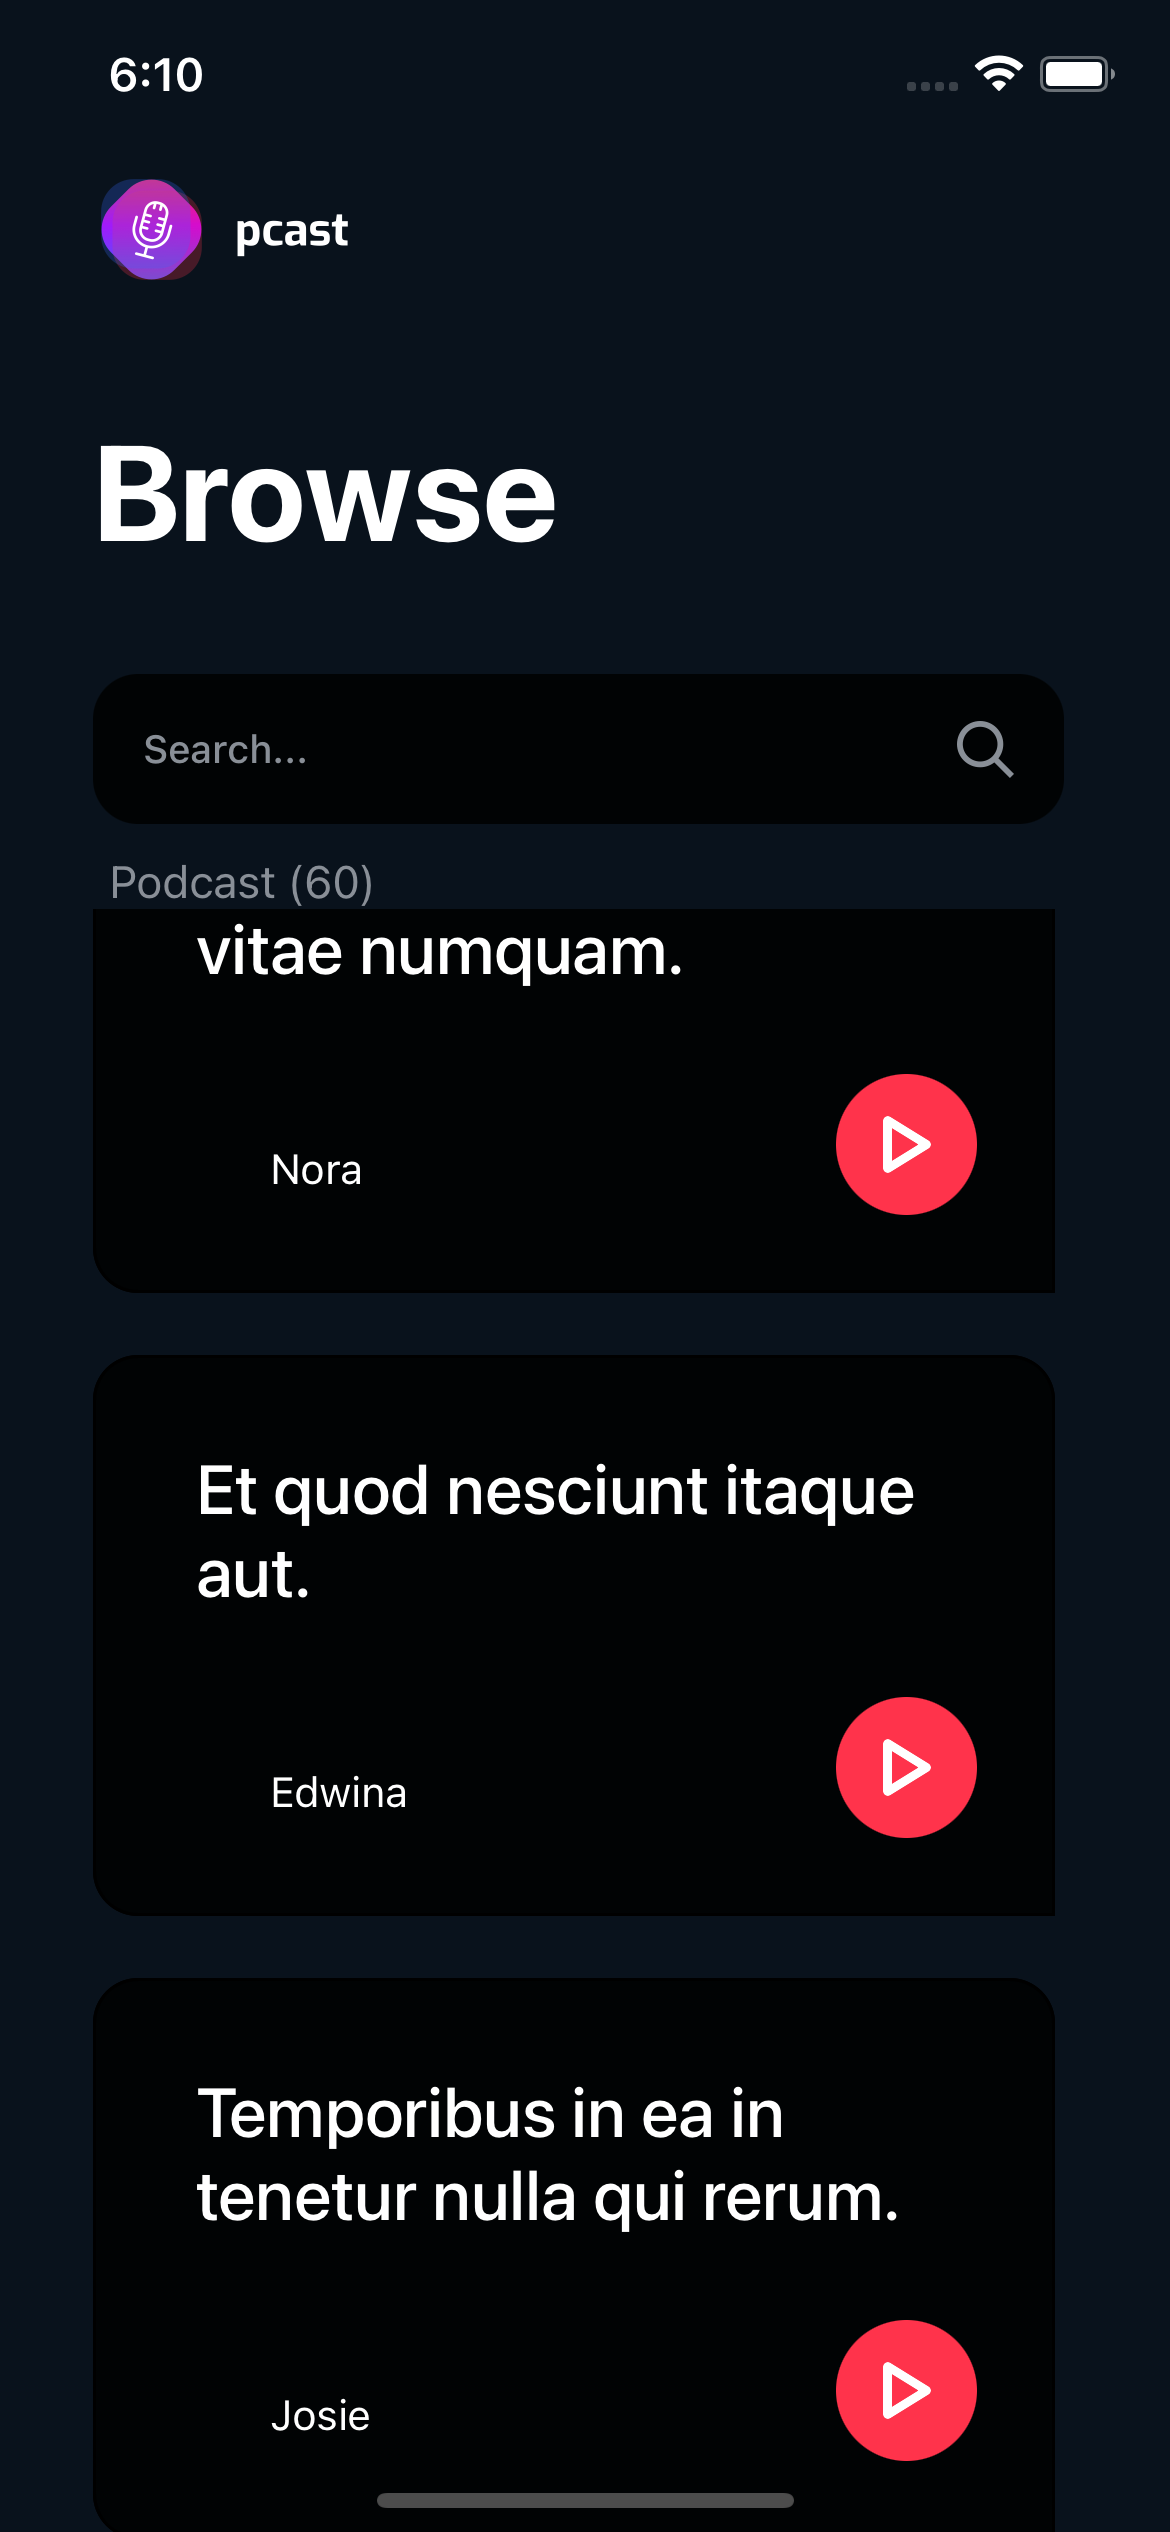 6:10
pcast
Browse
Search...
Podcast (60)
vitae numquam.
Nora
Et quod nesciunt itaque
aut.
Edwina
Temporibus in ea in
tenetur nulla qui rerum.
Josie